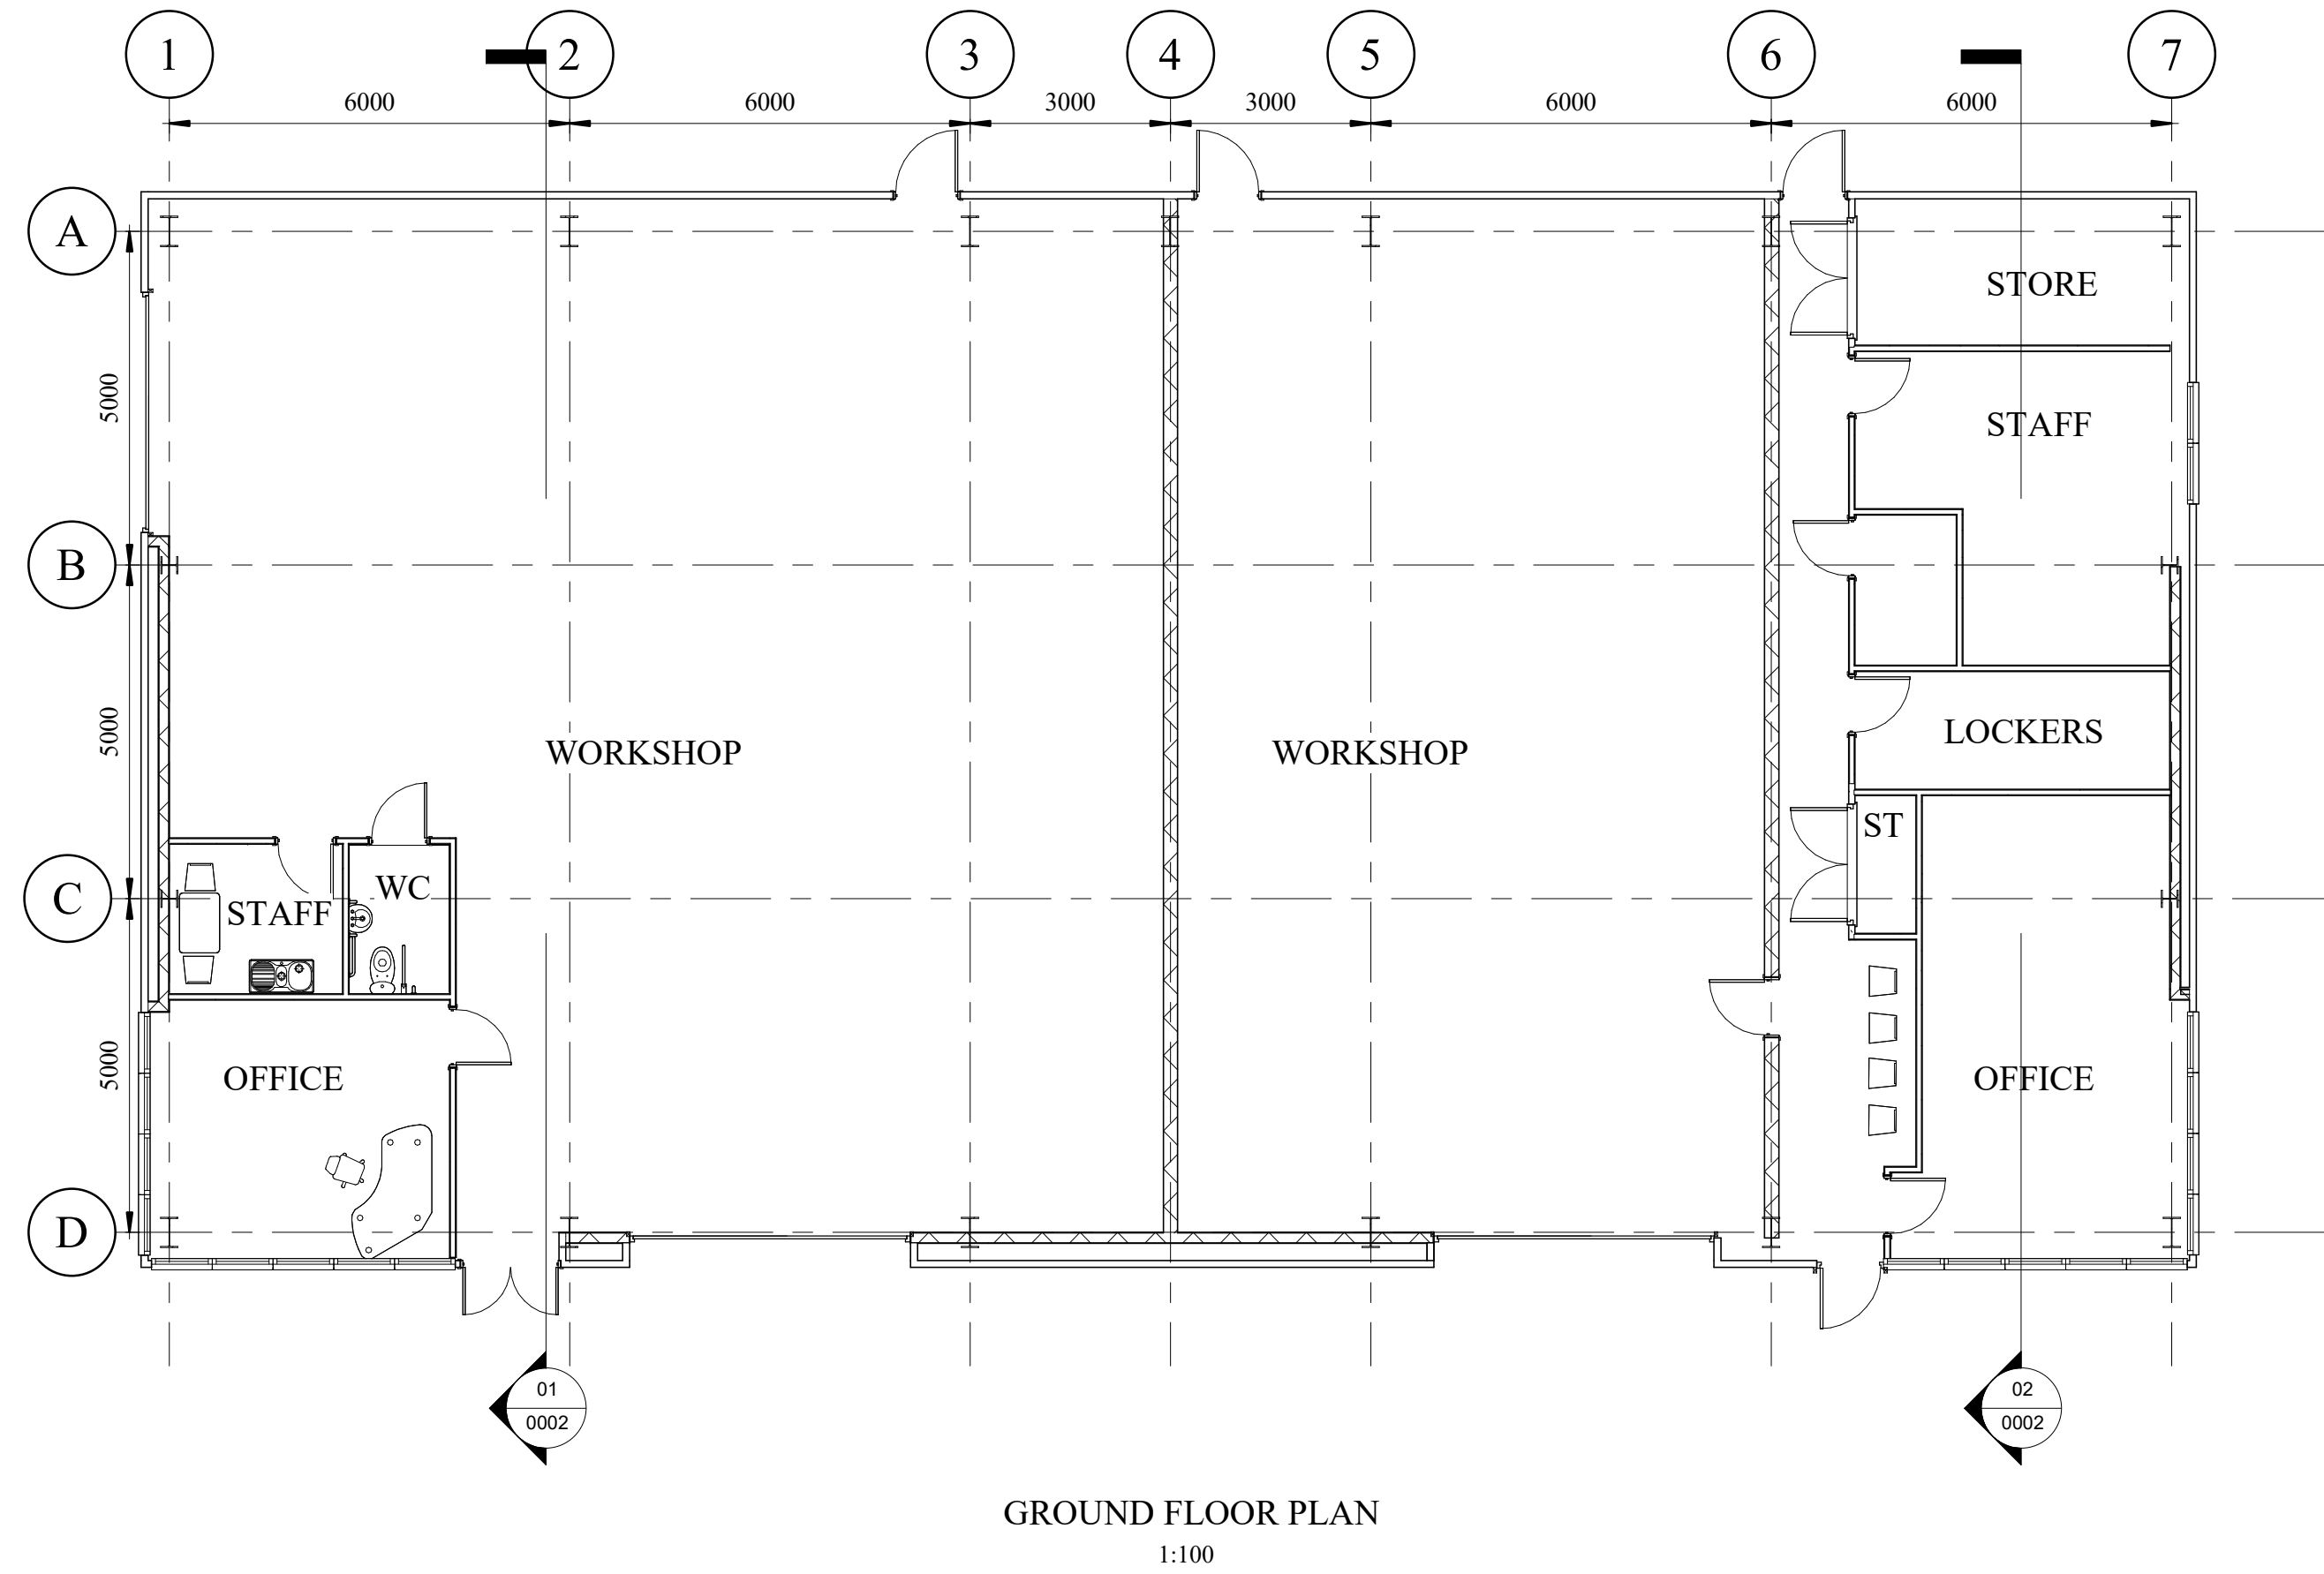 1 2 3 4 5 6 7
6000 6000 3000 3000 6000 6000
A
STORE
5000
STAFF
B
5000
LOCKERS
WORKSHOP WORKSHOP
ST
WC
C
STAFF
5000
OFFICE OFFICE
D
01 02
0002 0002
GROUND FLOOR PLAN
1:100